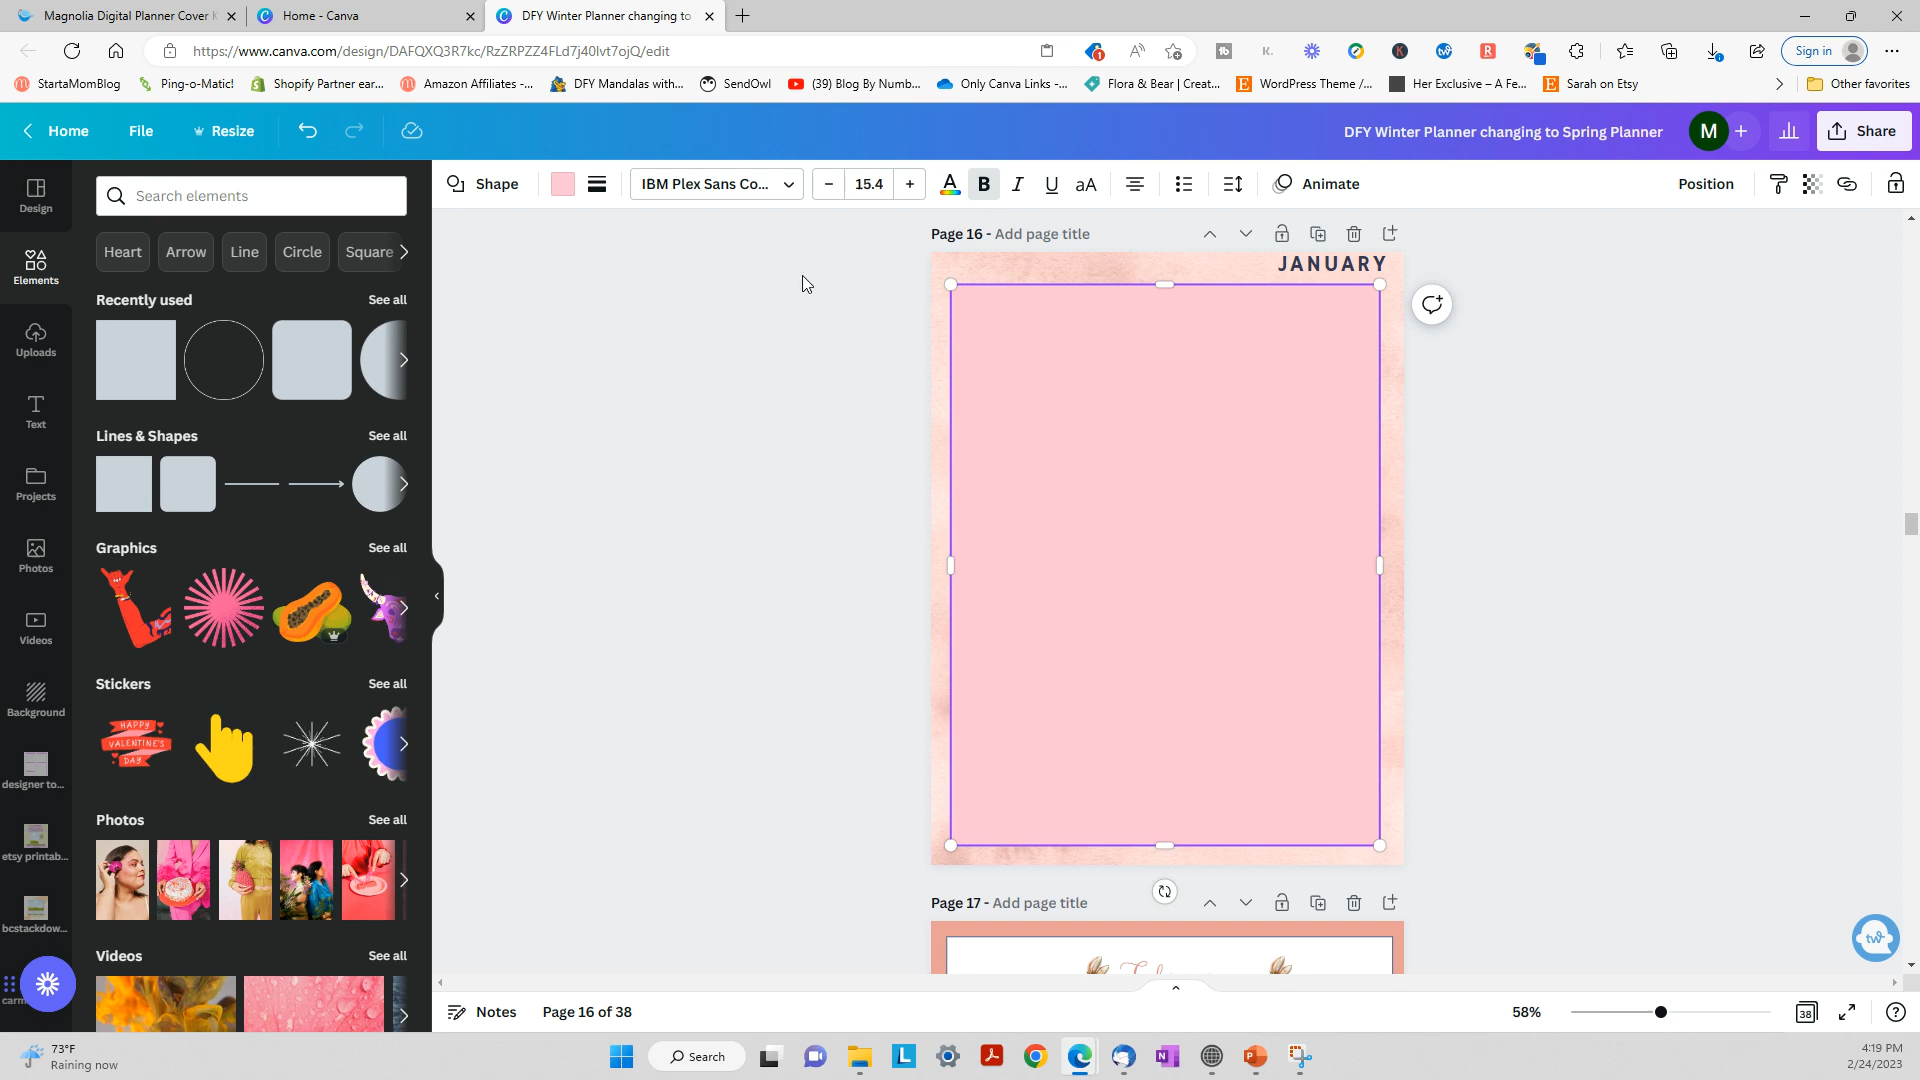 Magnolia Digital Planner Cover K
Home - Canva
DFY Winter Planner changing to
https://www.canva.com/design/DAFQXQ3R7kc/RzZRPZZ4FLd7j40lvt7ojQ/edit
Sign in
StartaMomBlog
Ping-o-Matic!
Shopify Partner ear...
Amazon Affiliates -...
DFY Mandalas with...
SendOwl
(39) Blog By Numb...
Only Canva Links -...
Flora & Bear | Creat...
WordPress Theme /...
Her Exclusive – A Fe...
Sarah on Etsy
Other favorites
Home
File
Resize
DFY Winter Planner changing to Spring Planner
M
Share
Design
Elements
Uploads
Text
Projects
Photos
Videos
Background
designer to...
etsy printab...
bcstackdow...
Search elements
Heart
Arrow
Line
Circle
Square
Recently used
See all
Lines & Shapes
See all
Graphics
See all
Stickers
See all
HAPPY
VALENTINE'S
DAY
Photos
See all
Videos
See all
Shape
IBM Plex Sans Co...
15.4
A
B
I
U
aA
Animate
Position
Page 16 - Add page title
JANUARY
Page 17 - Add page title
Notes
Page 16 of 38
58%
38
73°F
Raining now
Search
4:19 PM
2/24/2023